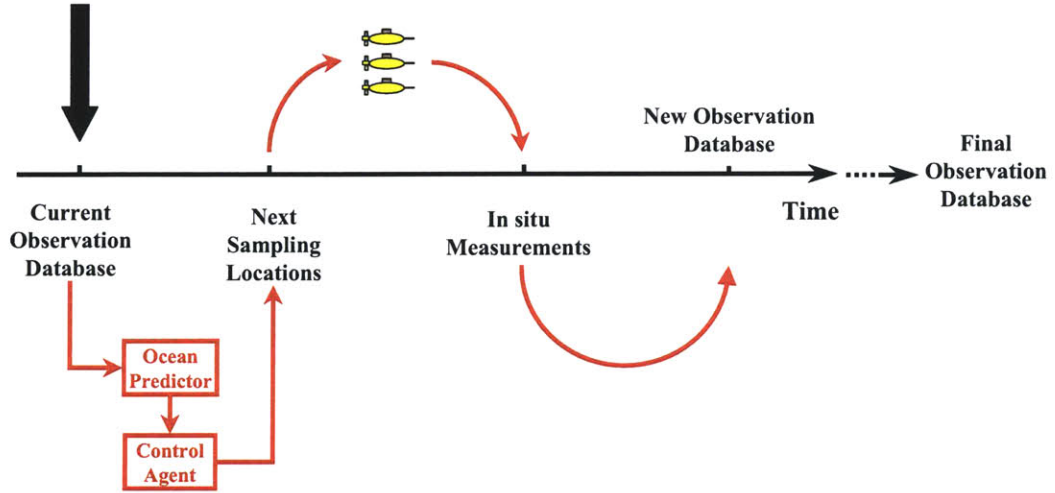 New Observation
Database
Final
Observation
Database
Time
Current
Observation
Database
Next
Sampling
Locations
In situ
Measurements
Ocean
Predictor
Control
Agent